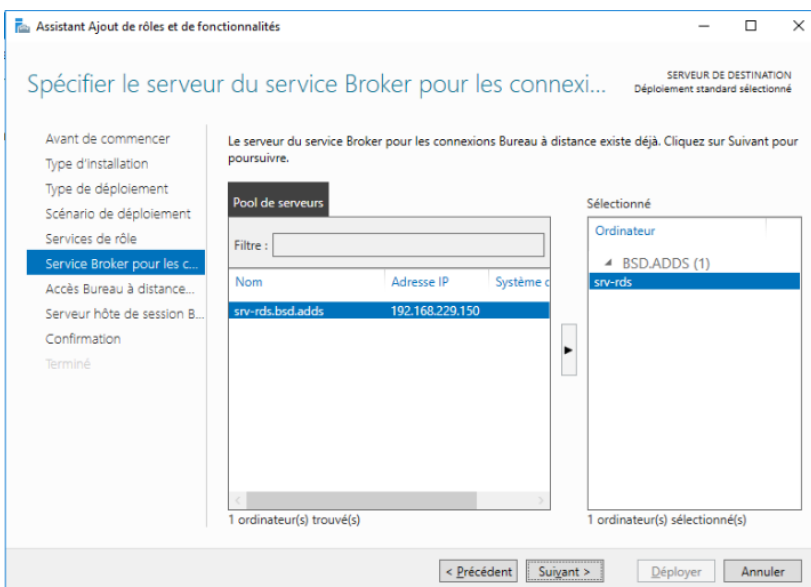 Assistant Ajout de rôles et de fonctionnalités
Spécifier le serveur du service Broker pour les connexi...
SERVEUR DE DESTINATION
Déploiement standard sélectionné
Avant de commencer
Type d'installation
Type de déploiement
Scénario de déploiement
Services de rôle
Service Broker pour les c...
Accès Bureau à distance...
Serveur hôte de session B...
Confirmation
Terminé
Le serveur du service Broker pour les connexions Bureau à distance existe déjà. Cliquez sur Suivant pour
poursuivre.
Pool de serveurs
Filtre :
Nom Adresse IP Système c
srv-rds.bsd.adds 192.168.229.150
1 ordinateur(s) trouvé(s)
Sélectionné
Ordinateur
BSD.ADDS (1)
srv-rds
1 ordinateur(s) sélectionné(s)
< Précédent Suivant > Déployer Annuler